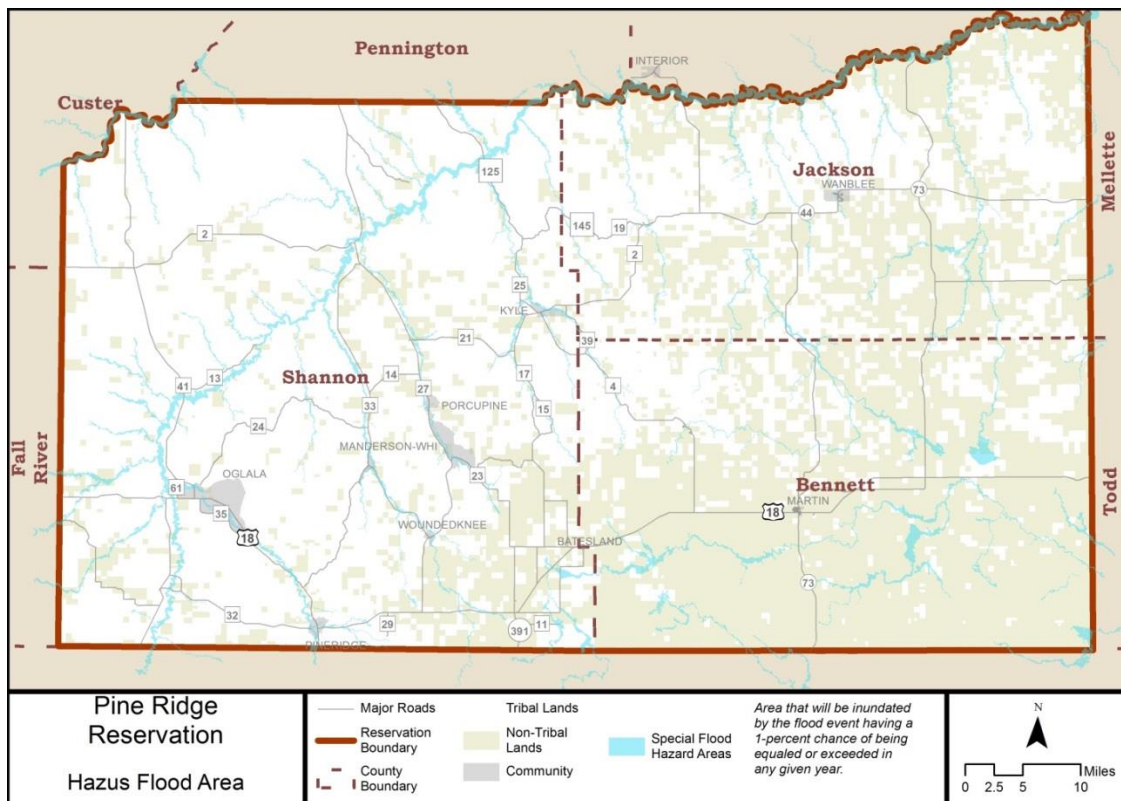 Pennington
INTERIOR
Custer
125
Jackson
WANBLEE
73
Mellette
44
145
19
2
2
25
KYLE
21
39
Shannon
14
17
4
13
41
27
33
15
PORCUPINE
24
MANDERSON-WHI
Fall
River
OGLALA
23
61
35
18
WOUNDEDKNEE
Bennett
18
MARTIN
Todd
BATESLAND
73
32
29
391
11
PINERIDGE
Pine Ridge
Reservation
Hazus Flood Area
Major Roads
Reservation
Boundary
County
Boundary
Tribal Lands
Non-Tribal
Lands
Community
Special Flood
Hazard Areas
Area that will be inundated
by the flood event having a
1-percent chance of being
equaled or exceeded in
any given year.
N
0 2.5 5 10 Miles